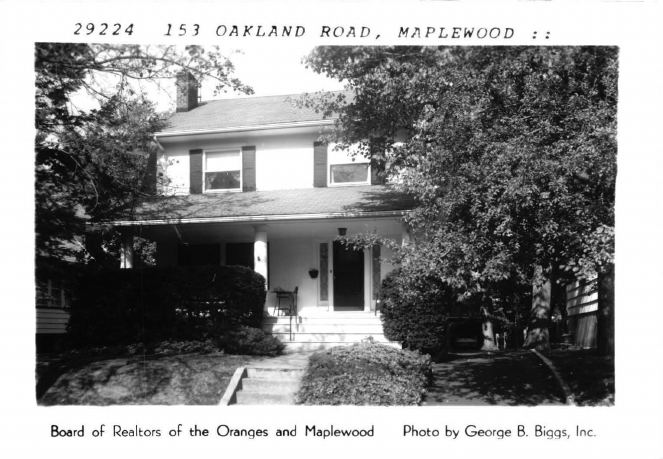 29224 153 OAKLAND ROAD, MAPLEWOOD ::
Board of Realtors of the Oranges and Maplewood Photo by George B. Biggs, Inc.